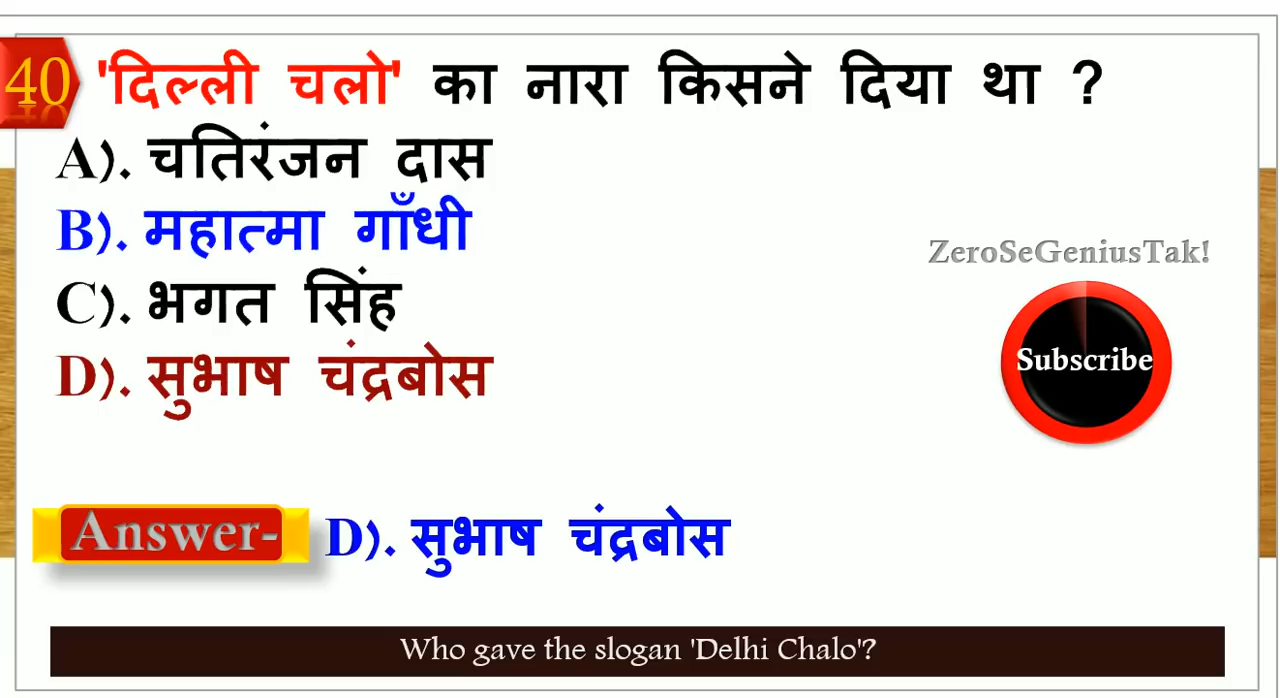 40 'दिल्ली चलो' का नारा किसने दिया था ?
A). चतिरंजन दास
B). महात्मा गाँधी
C). भगत सिंह
D). सुभाष चंद्रबोस
ZeroSeGeniusTak!
Subscribe
Answer- D). सुभाष चंद्रबोस
Who gave the slogan 'Delhi Chalo'?